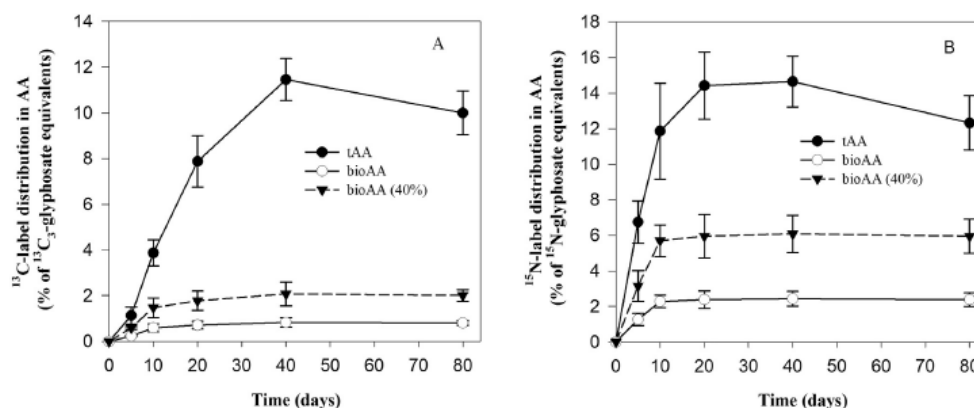 ¹³C-label distribution in AA
(% of ¹³C₃-glyphosate equivalents)
14
12
10
8
6
4
2
0
A
tAA
bioAA
bioAA (40%)
0 10 20 30 40 50 60 70 80
Time (days)
¹⁵N-label distribution in AA
(% of ¹⁵N-glyphosate equivalents)
18
16
14
12
10
8
6
4
2
0
B
tAA
bioAA
bioAA (40%)
0 10 20 30 40 50 60 70 80
Time (days)